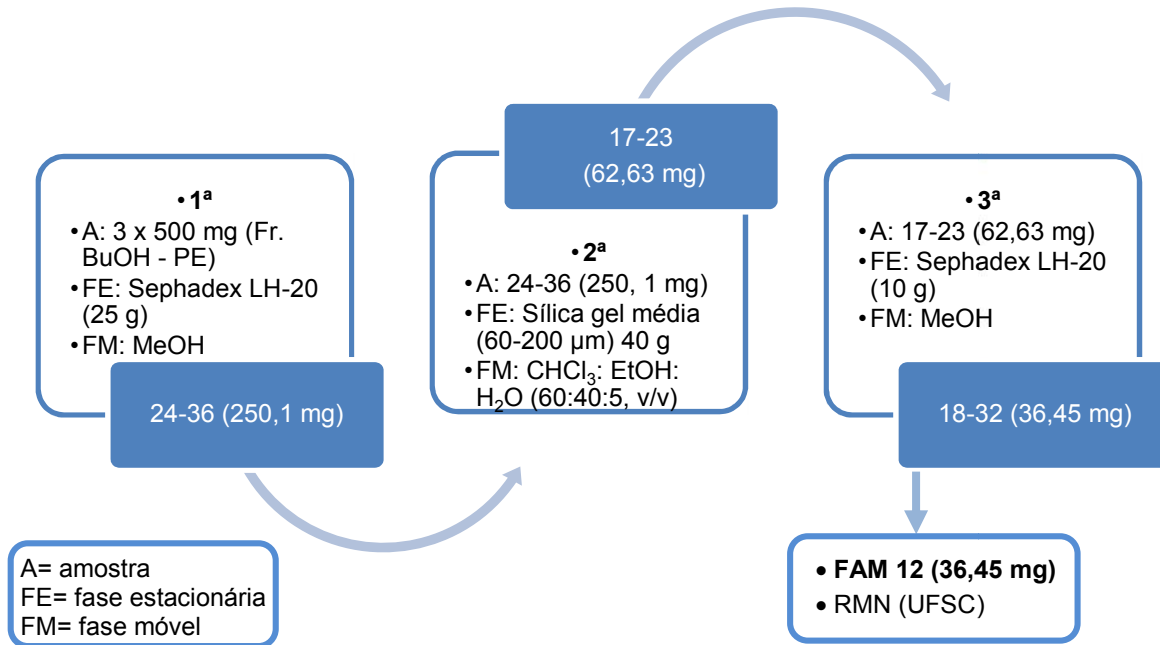 • 1ª
• A: 3 x 500 mg (Fr.
BuOH - PE)
• FE: Sephadex LH-20
(25 g)
• FM: MeOH
24-36 (250,1 mg)
17-23
(62,63 mg)
• 2ª
• A: 24-36 (250, 1 mg)
• FE: Sílica gel média
(60-200 µm) 40 g
• FM: CHCl₃: EtOH:
H₂O (60:40:5, v/v)
• 3ª
• A: 17-23 (62,63 mg)
• FE: Sephadex LH-20
(10 g)
• FM: MeOH
18-32 (36,45 mg)
• FAM 12 (36,45 mg)
• RMN (UFSC)
A= amostra
FE= fase estacionária
FM= fase móvel